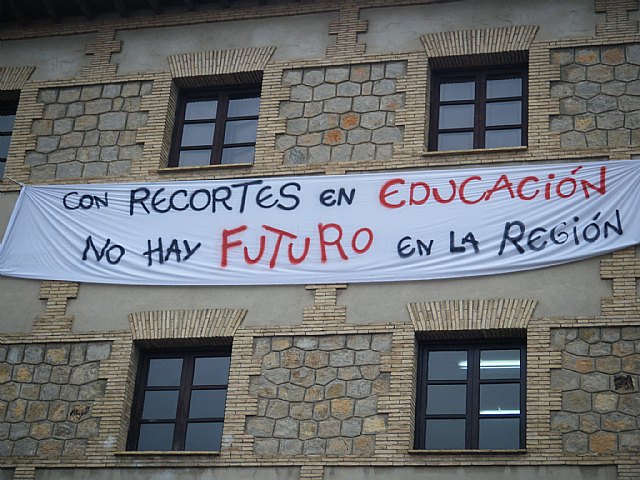 CON RECORTES EN EDUCACIÓN
NO HAY FUTURO EN LA REGIÓN